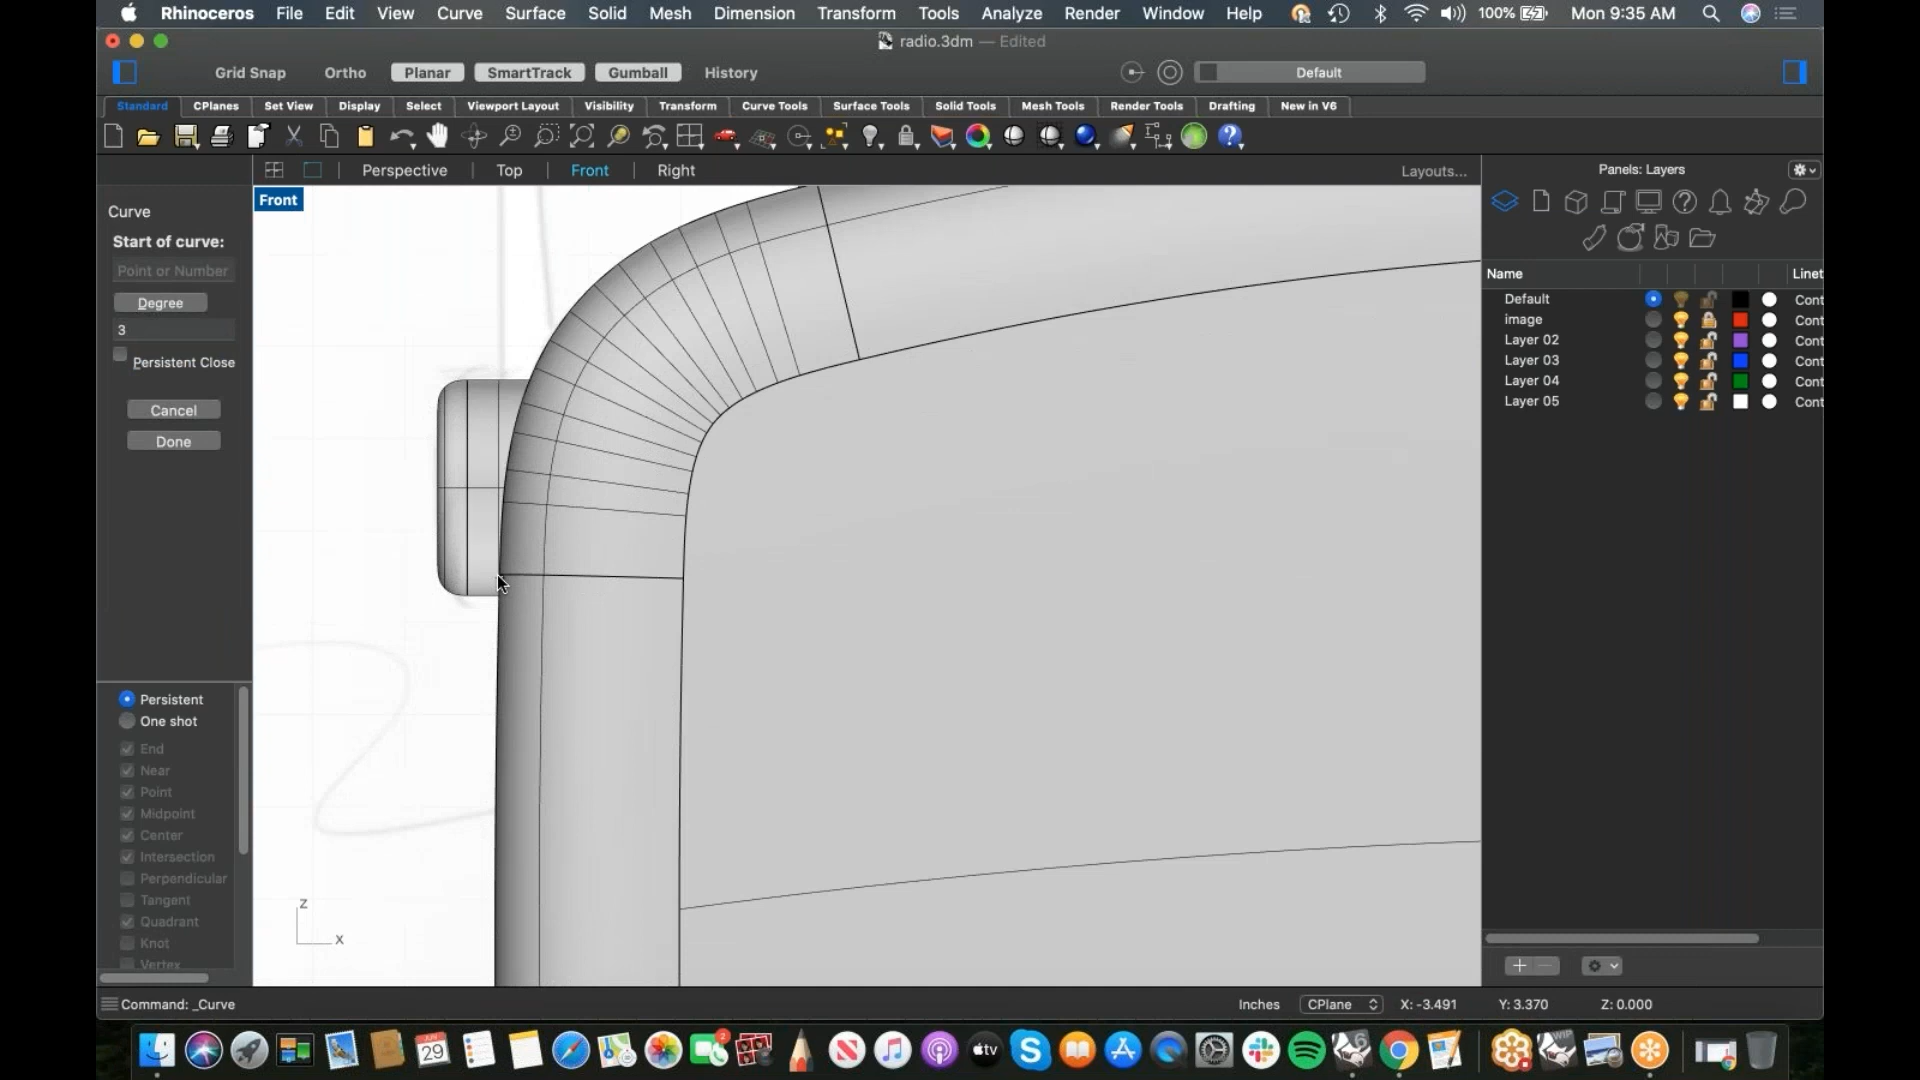 Rhinoceros File Edit View Curve Surface Solid Mesh Dimension Transform Tools Analyze Render Window Help 100% Mon 9:35 AM
radio.3dm — Edited
Grid Snap Ortho Planar SmartTrack Gumball History Default
Standard CPlanes Set View Display Select Viewport Layout Visibility Transform Curve Tools Surface Tools Solid Tools Mesh Tools Render Tools Drafting New in V6
Perspective Top Front Right Layouts... Panels: Layers
Front
Curve
Start of curve:
Point or Number
Degree
3
Persistent Close
Cancel
Done
Persistent
One shot
End
Near
Point
Midpoint
Center
Intersection
Perpendicular
Tangent
Quadrant
Knot
Vertex
z
x
Name Linet
Default Cont
image Cont
Layer 02 Cont
Layer 03 Cont
Layer 04 Cont
Layer 05 Cont
Command: _Curve Inches CPlane X: -3.491 Y: 3.370 Z: 0.000
29
tv